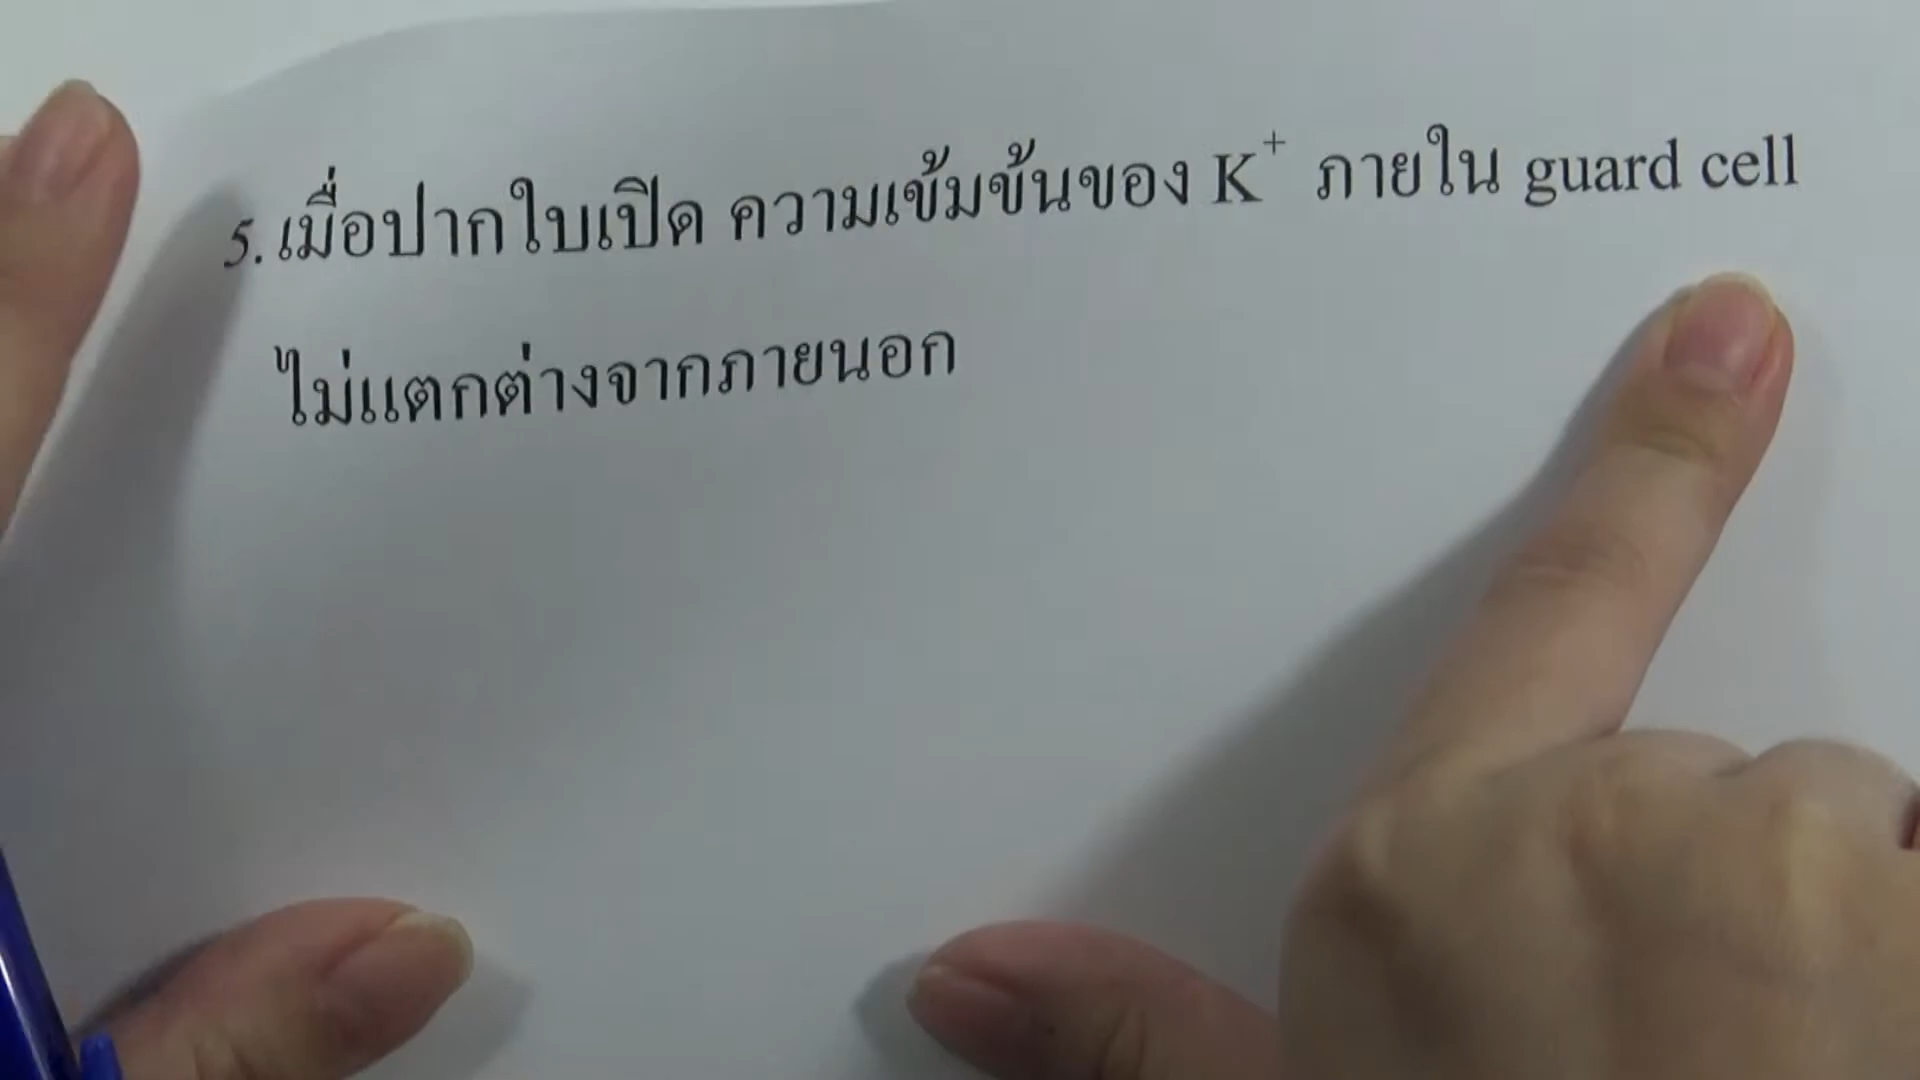 5. เมื่อปากใบเปิด ความเข้มข้นของ K⁺ ภายใน guard cell
ไม่แตกต่างจากภายนอก